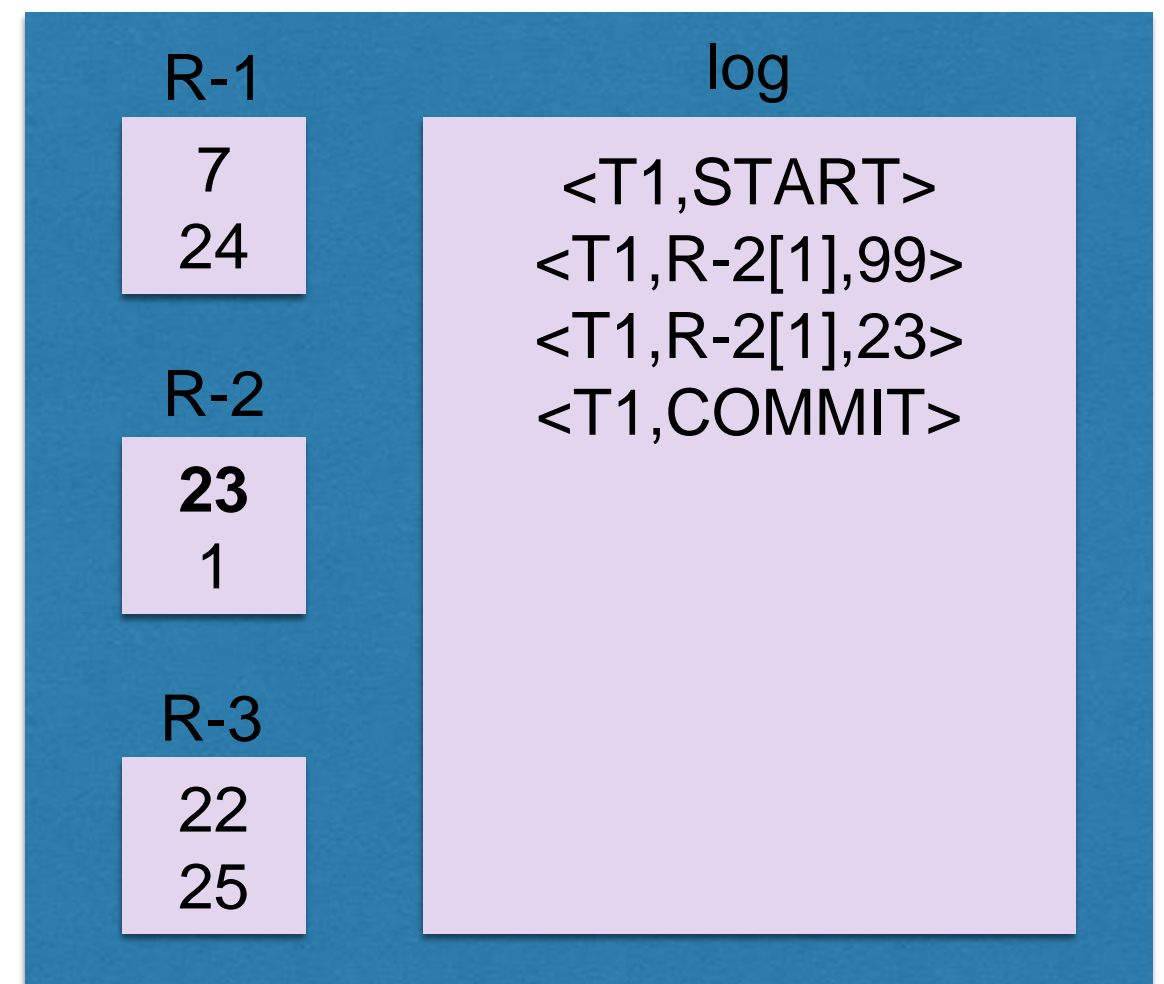 R-1
7
24
R-2
23
1
R-3
22
25
log
<T1,START>
<T1,R-2[1],99>
<T1,R-2[1],23>
<T1,COMMIT>